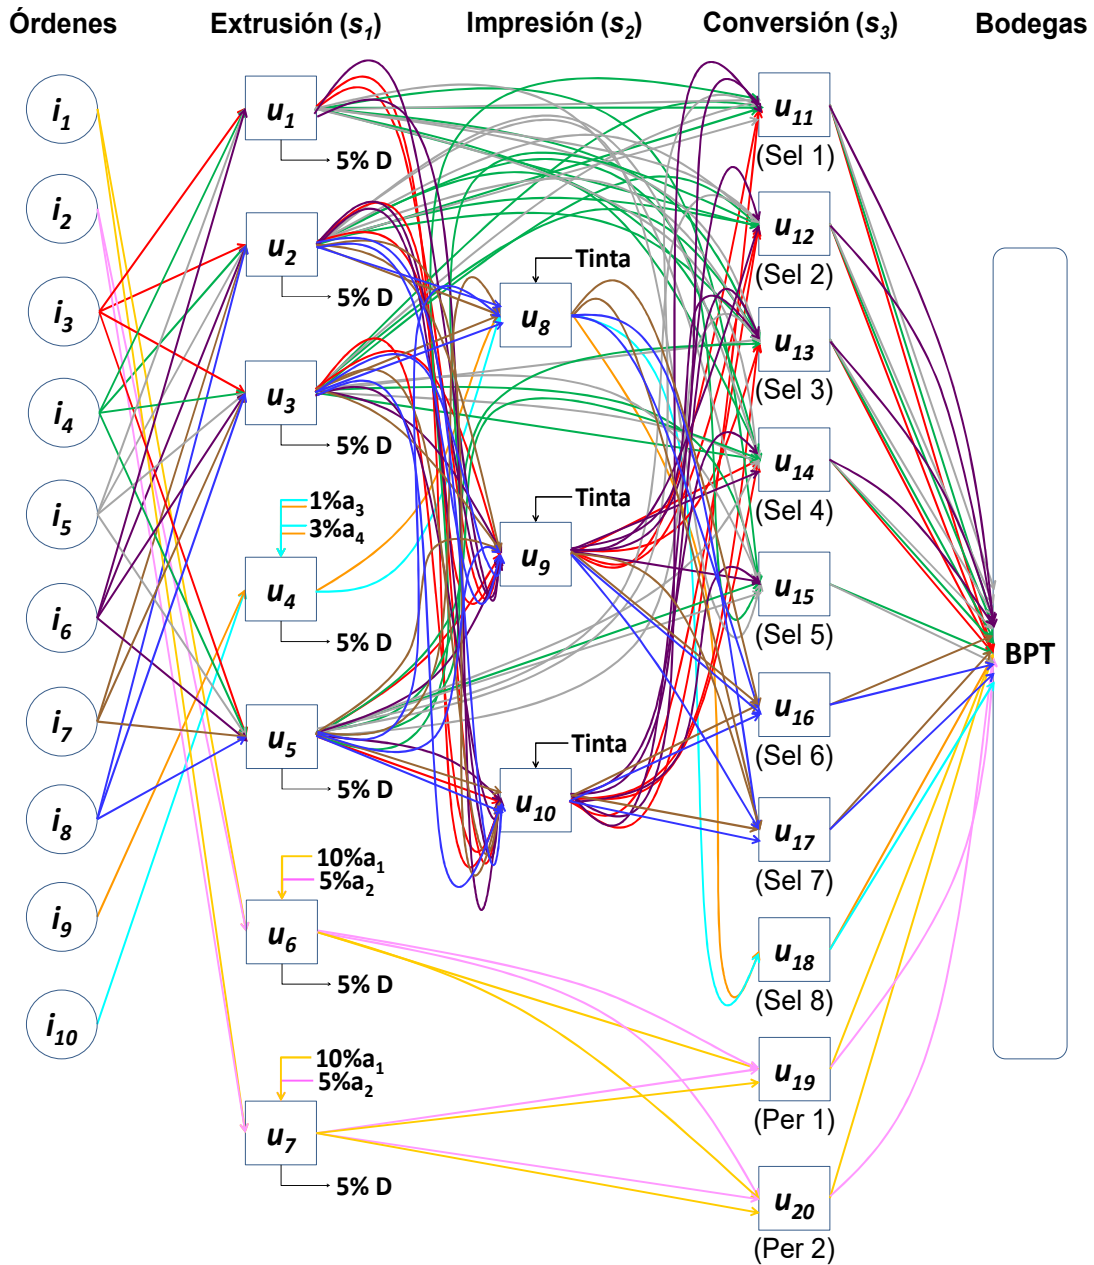 Órdenes Extrusión (s1) Impresión (s2) Conversión (s3) Bodegas
i1
i2
i3
i4
i5
i6
i7
i8
i9
i10
u1
5% D
u2
5% D
u3
5% D
1%a3
3%a4
u4
5% D
u5
5% D
10%a1
5%a2
u6
5% D
10%a1
5%a2
u7
5% D
Tinta
u8
Tinta
u9
Tinta
u10
u11
(Sel 1)
u12
(Sel 2)
u13
(Sel 3)
u14
(Sel 4)
u15
(Sel 5)
u16
(Sel 6)
u17
(Sel 7)
u18
(Sel 8)
u19
(Per 1)
u20
(Per 2)
BPT